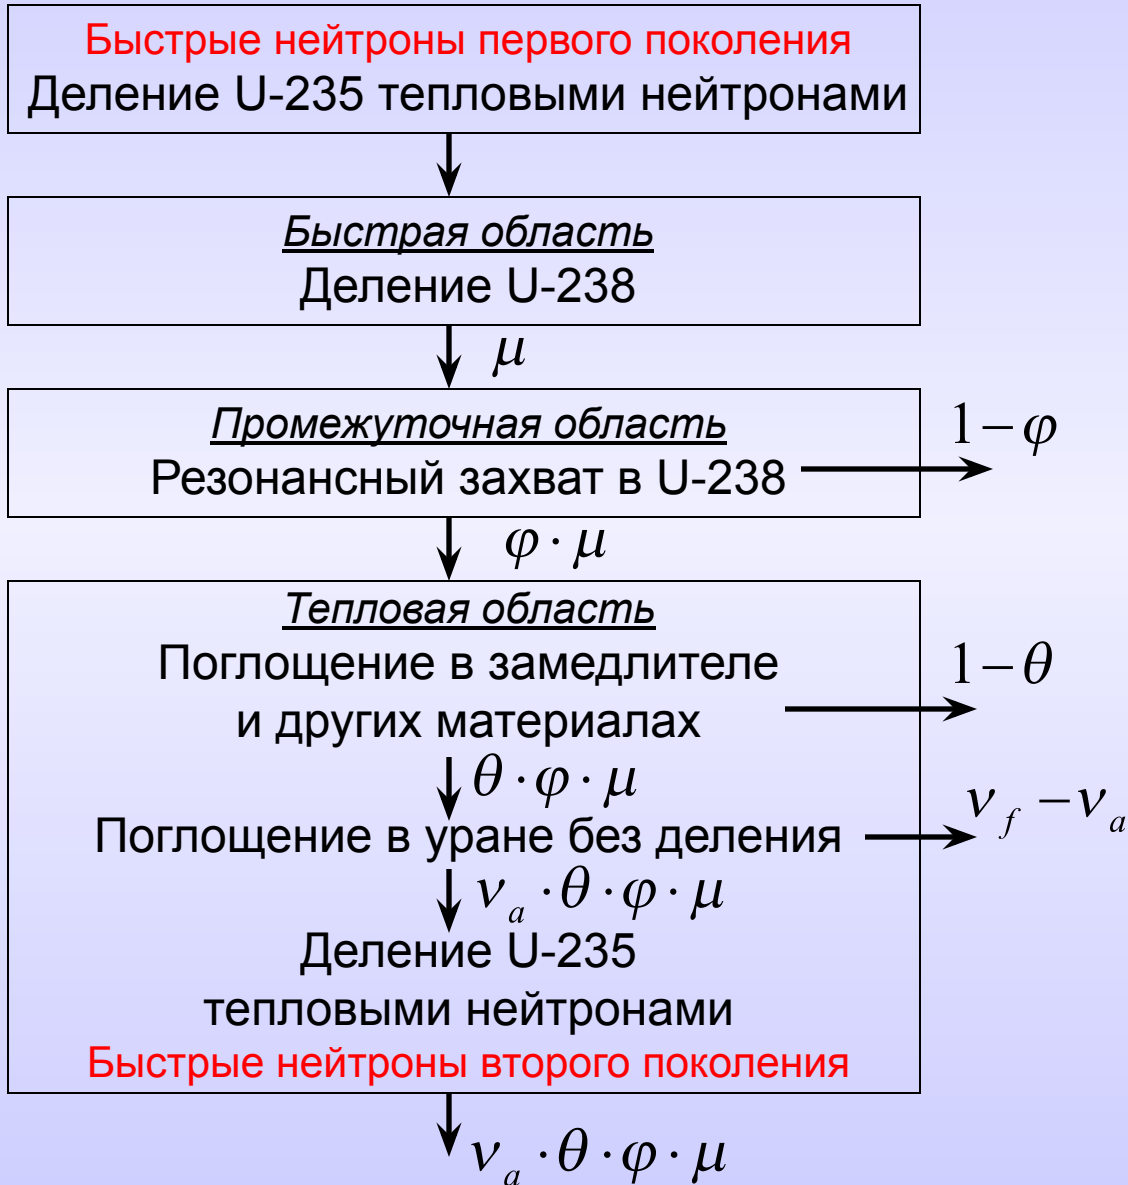 Быстрые нейтроны первого поколения
Деление U-235 тепловыми нейтронами
Быстрая область
Деление U-238
μ
Промежуточная область
1−φ
Резонансный захват в U-238
φ·μ
Тепловая область
Поглощение в замедлителе
1−θ
и других материалах
θ·φ·μ
ν_f −ν_a
Поглощение в уране без деления
ν_a·θ·φ·μ
Деление U-235
тепловыми нейтронами
Быстрые нейтроны второго поколения
ν_a·θ·φ·μ